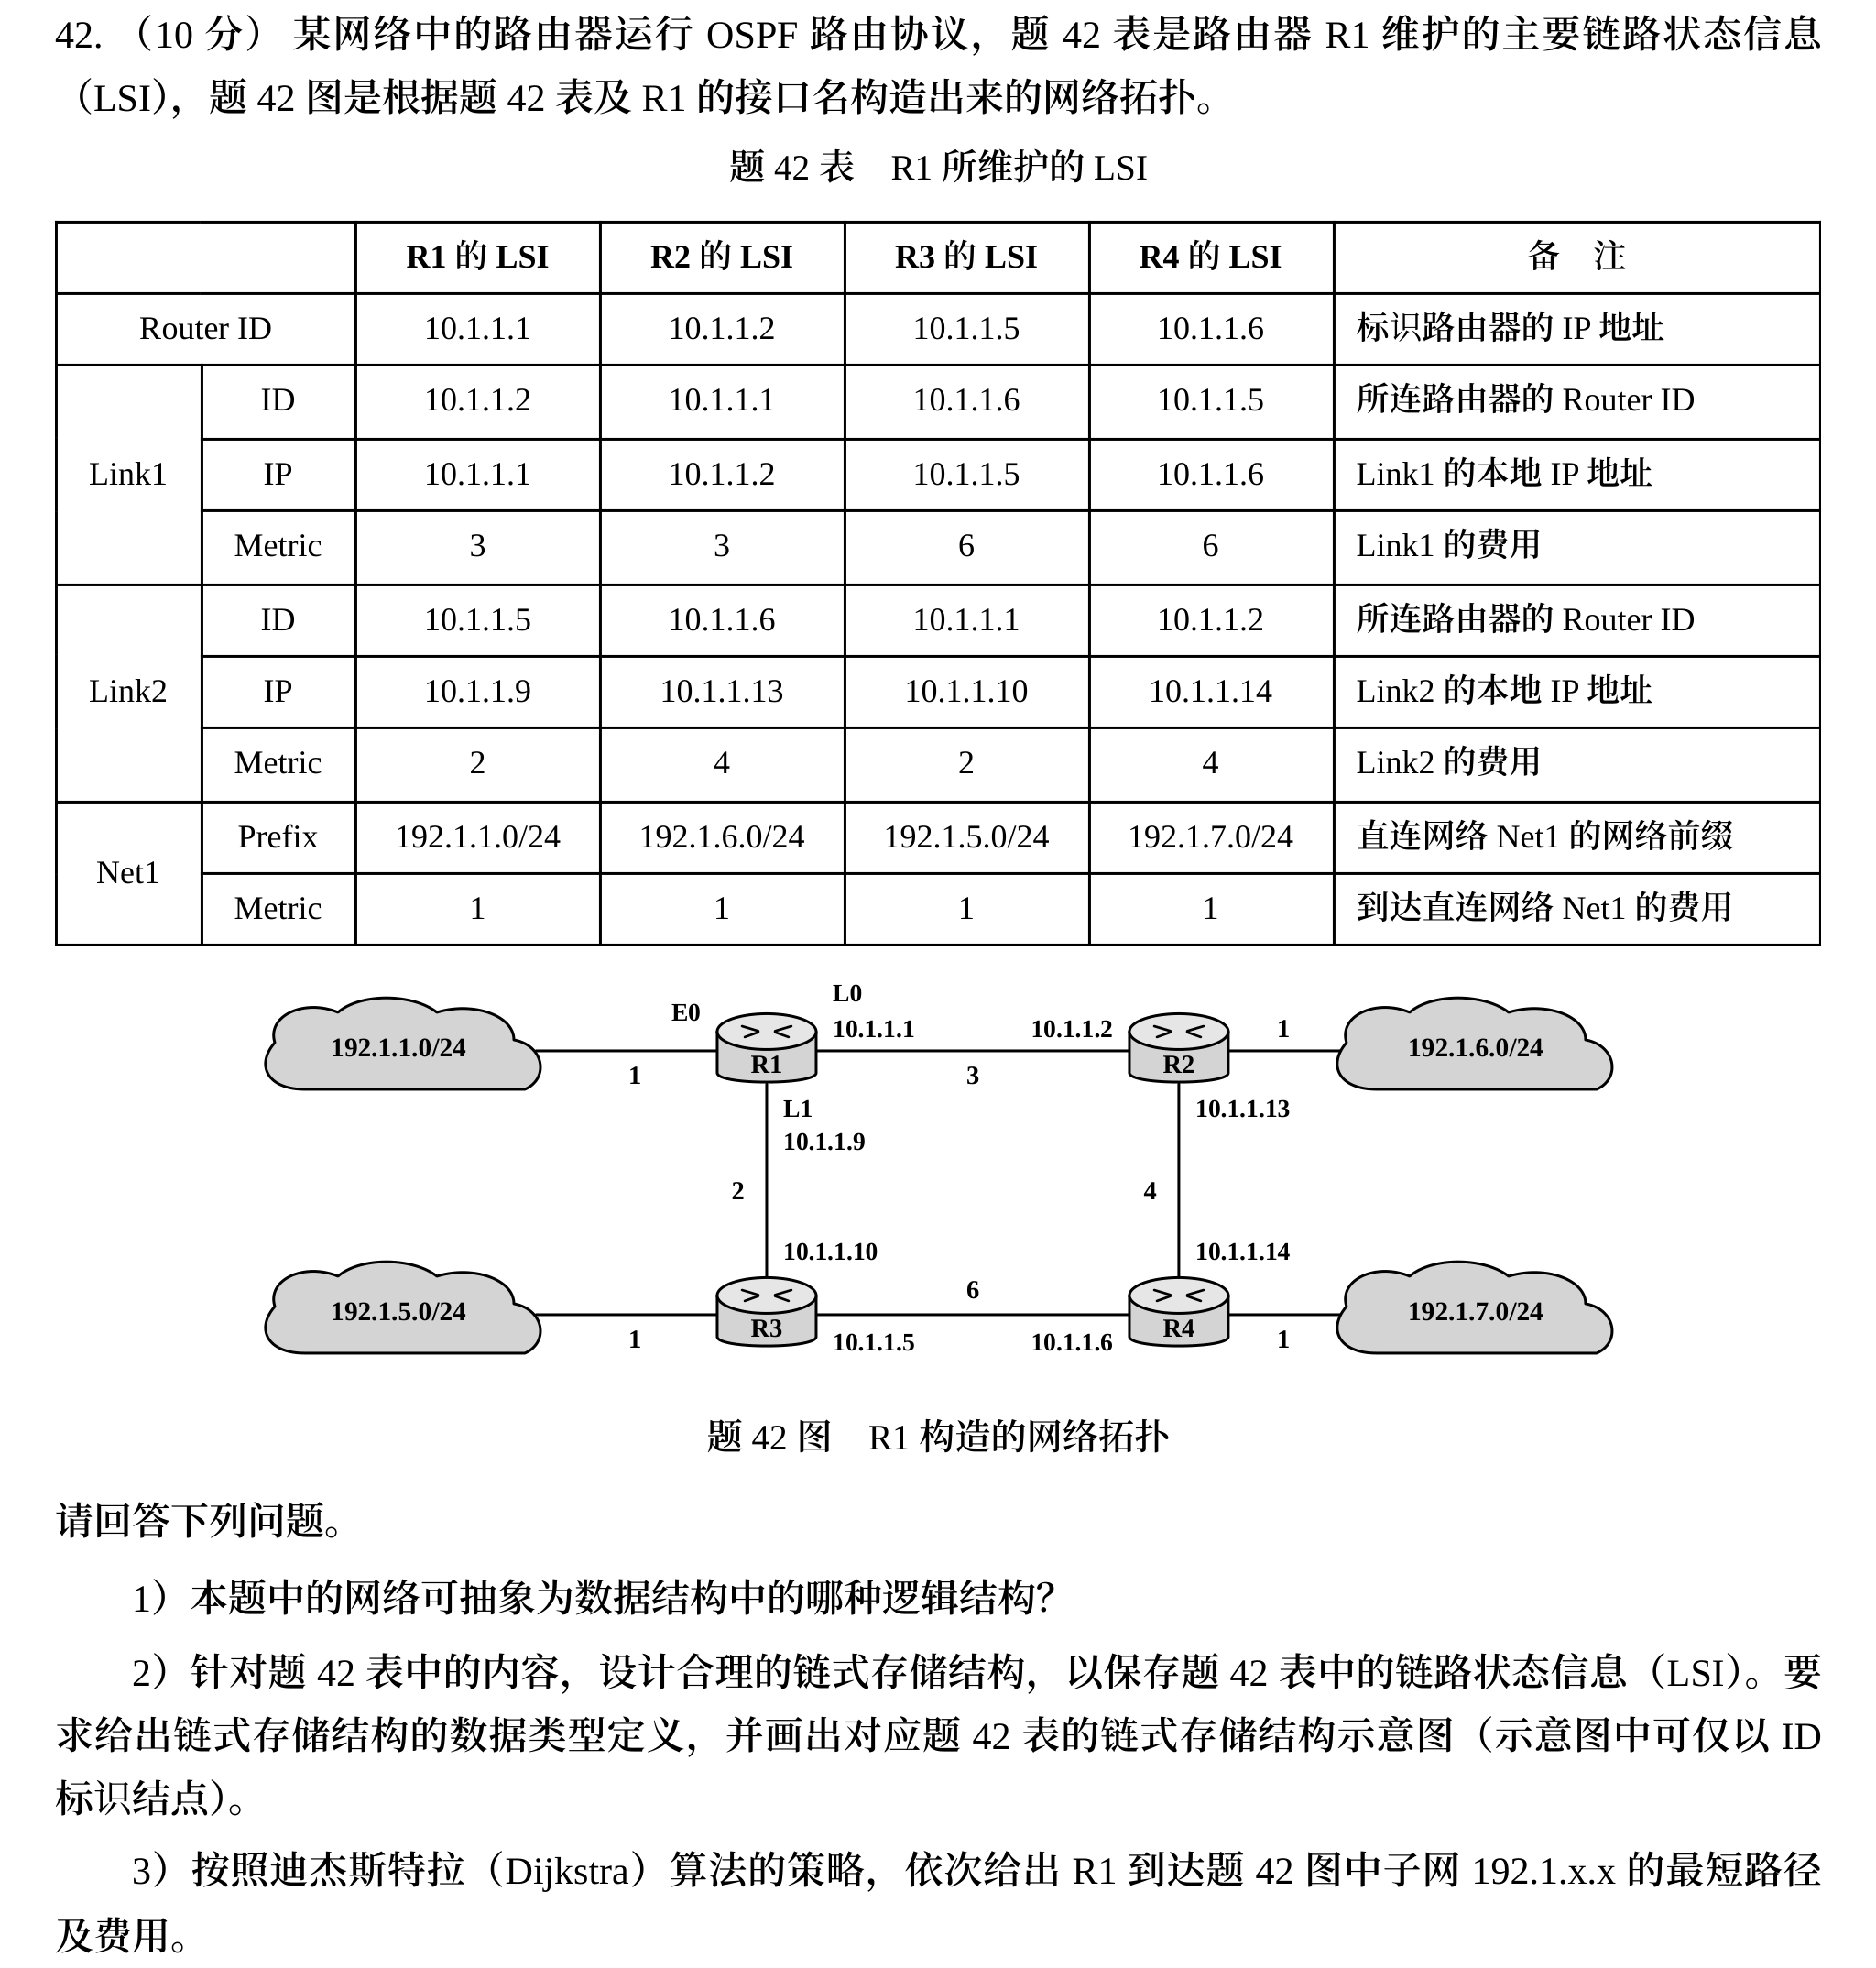 42. （10 分） 某网络中的路由器运行 OSPF 路由协议，题 42 表是路由器 R1 维护的主要链路状态信息
（LSI），题 42 图是根据题 42 表及 R1 的接口名构造出来的网络拓扑。
题 42 表 R1 所维护的 LSI
R1 的 LSI R2 的 LSI R3 的 LSI R4 的 LSI 备 注
Router ID 10.1.1.1 10.1.1.2 10.1.1.5 10.1.1.6 标识路由器的 IP 地址
Link1 ID 10.1.1.2 10.1.1.1 10.1.1.6 10.1.1.5 所连路由器的 Router ID
IP 10.1.1.1 10.1.1.2 10.1.1.5 10.1.1.6 Link1 的本地 IP 地址
Metric 3 3 6 6 Link1 的费用
Link2 ID 10.1.1.5 10.1.1.6 10.1.1.1 10.1.1.2 所连路由器的 Router ID
IP 10.1.1.9 10.1.1.13 10.1.1.10 10.1.1.14 Link2 的本地 IP 地址
Metric 2 4 2 4 Link2 的费用
Net1 Prefix 192.1.1.0/24 192.1.6.0/24 192.1.5.0/24 192.1.7.0/24 直连网络 Net1 的网络前缀
Metric 1 1 1 1 到达直连网络 Net1 的费用
L0
E0 10.1.1.1 10.1.1.2 1
192.1.1.0/24 R1 R2 192.1.6.0/24
1 3
L1 10.1.1.13
10.1.1.9
2 4
10.1.1.10 10.1.1.14
6
192.1.5.0/24 R3 R4 192.1.7.0/24
1 10.1.1.5 10.1.1.6 1
题 42 图 R1 构造的网络拓扑
请回答下列问题。
1）本题中的网络可抽象为数据结构中的哪种逻辑结构？
2）针对题 42 表中的内容，设计合理的链式存储结构，以保存题 42 表中的链路状态信息（LSI）。要
求给出链式存储结构的数据类型定义，并画出对应题 42 表的链式存储结构示意图（示意图中可仅以 ID
标识结点）。
3）按照迪杰斯特拉（Dijkstra）算法的策略，依次给出 R1 到达题 42 图中子网 192.1.x.x 的最短路径
及费用。